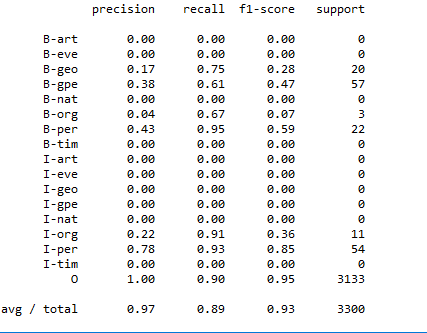 precision recall f1-score support
B-art 0.00 0.00 0.00 0
B-eve 0.00 0.00 0.00 0
B-geo 0.17 0.75 0.28 20
B-gpe 0.38 0.61 0.47 57
B-nat 0.00 0.00 0.00 0
B-org 0.04 0.67 0.07 3
B-per 0.43 0.95 0.59 22
B-tim 0.00 0.00 0.00 0
I-art 0.00 0.00 0.00 0
I-eve 0.00 0.00 0.00 0
I-geo 0.00 0.00 0.00 0
I-gpe 0.00 0.00 0.00 0
I-nat 0.00 0.00 0.00 0
I-org 0.22 0.91 0.36 11
I-per 0.78 0.93 0.85 54
I-tim 0.00 0.00 0.00 0
O 1.00 0.90 0.95 3133
avg / total 0.97 0.89 0.93 3300